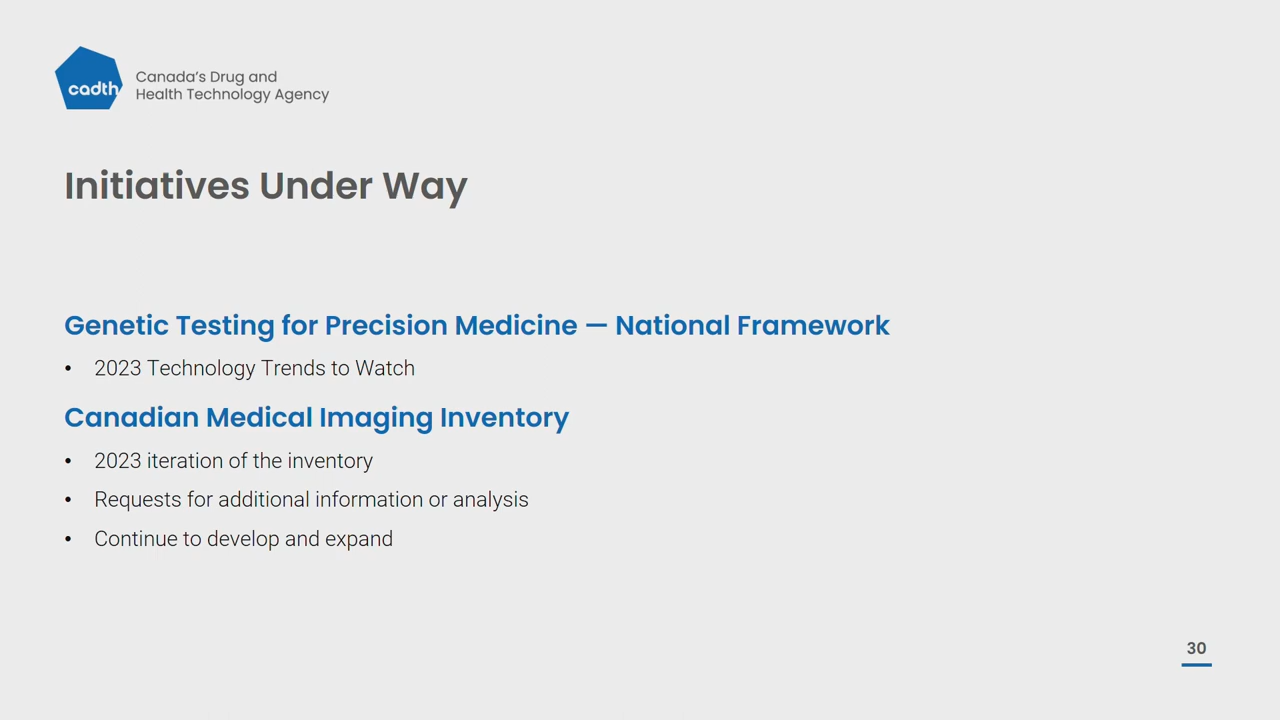 cadth
Canada's Drug and
Health Technology Agency
Initiatives Under Way
Genetic Testing for Precision Medicine — National Framework
• 2023 Technology Trends to Watch
Canadian Medical Imaging Inventory
• 2023 iteration of the inventory
• Requests for additional information or analysis
• Continue to develop and expand
30